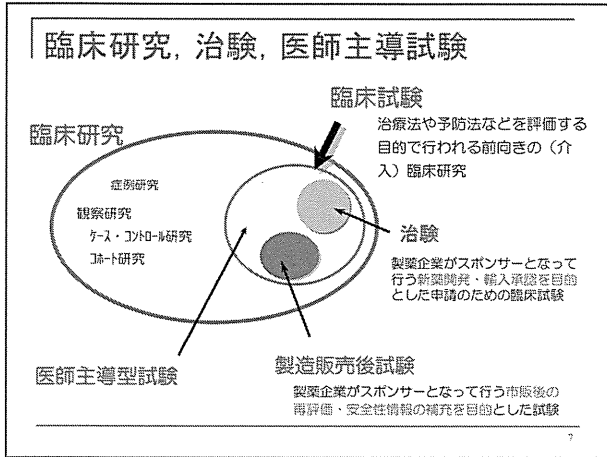 臨床研究, 治験, 医師主導試験
臨床試験
治療法や予防法などを評価する
目的で行われる前向きの（介
入）臨床研究
臨床研究
症例研究
観察研究
ケース・コントロール研究
コホート研究
治験
製薬企業がスポンサーとなって
行う新薬開発・輸入承認を目的
とした申請のための臨床試験
医師主導型試験
製造販売後試験
製薬企業がスポンサーとなって行う市販後の
再評価・安全性情報の補充を目的とした試験
7